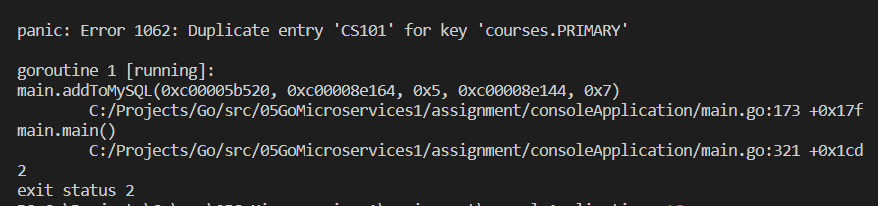 panic: Error 1062: Duplicate entry 'CS101' for key 'courses.PRIMARY'
goroutine 1 [running]:
main.addToMySQL(0xc00005b520, 0xc00008e164, 0x5, 0xc00008e144, 0x7)
C:/Projects/Go/src/05GoMicroservices1/assignment/consoleApplication/main.go:173 +0x17f
main.main()
C:/Projects/Go/src/05GoMicroservices1/assignment/consoleApplication/main.go:321 +0x1cd
2
exit status 2